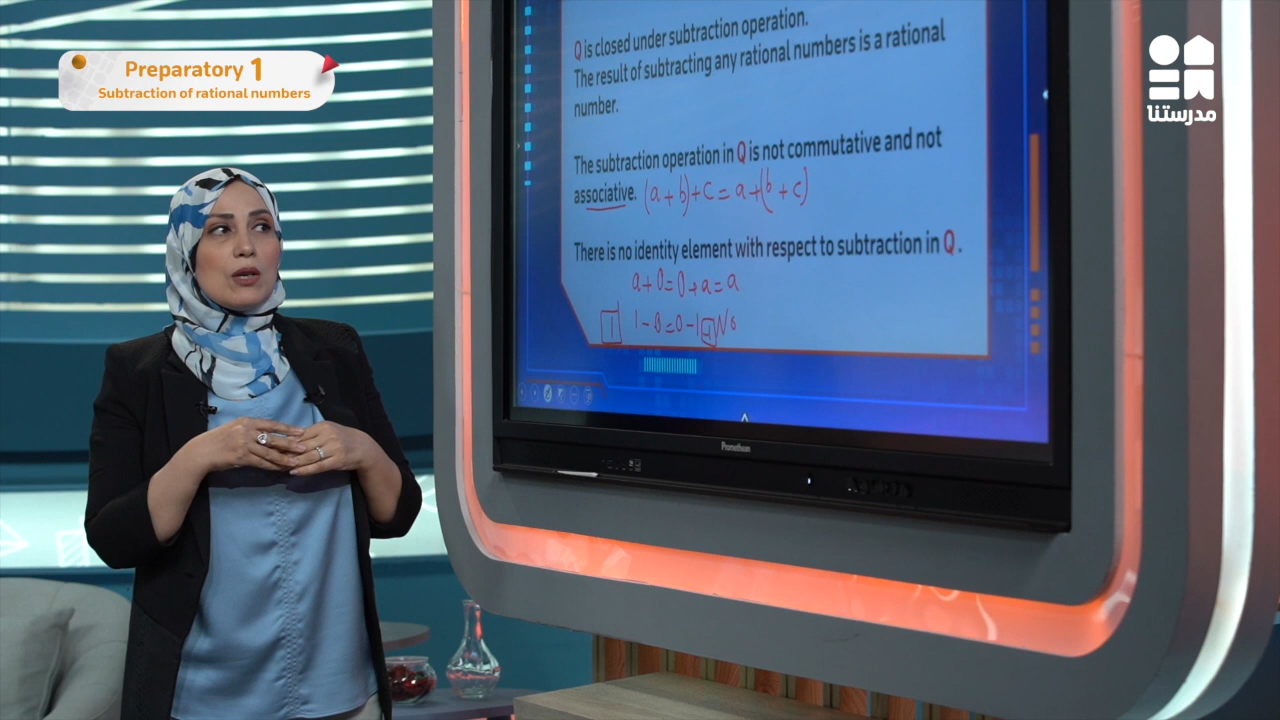 Preparatory 1
Subtraction of rational numbers
مدرستنا
Q is closed under subtraction operation.
The result of subtracting any rational numbers is a rational
number.
The subtraction operation in Q is not commutative and not
associative. (a + b) + c = a + (b + c)
There is no identity element with respect to subtraction in Q .
a + 0 = 0 + a = a
1 1 - 0 = 0 - 1 = No
Promethean